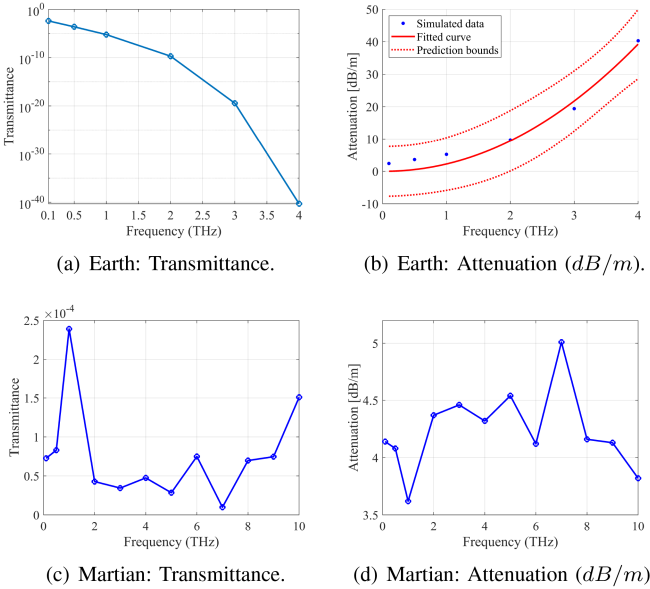 10^0
10^-10
10^-20
10^-30
10^-40
Transmittance
0.1 0.5 1 1.5 2 2.5 3 3.5 4
Frequency (THz)
(a) Earth: Transmittance.
50
40
30
20
10
0
-10
Attenuation [dB/m]
Simulated data
Fitted curve
Prediction bounds
0 1 2 3 4
Frequency (THz)
(b) Earth: Attenuation (dB/m).
×10^-4
2.5
2
1.5
1
0.5
0
Transmittance
0 2 4 6 8 10
Frequency (THz)
(c) Martian: Transmittance.
5
4.5
4
3.5
Attenuation [dB/m]
0 2 4 6 8 10
Frequency (THz)
(d) Martian: Attenuation (dB/m)